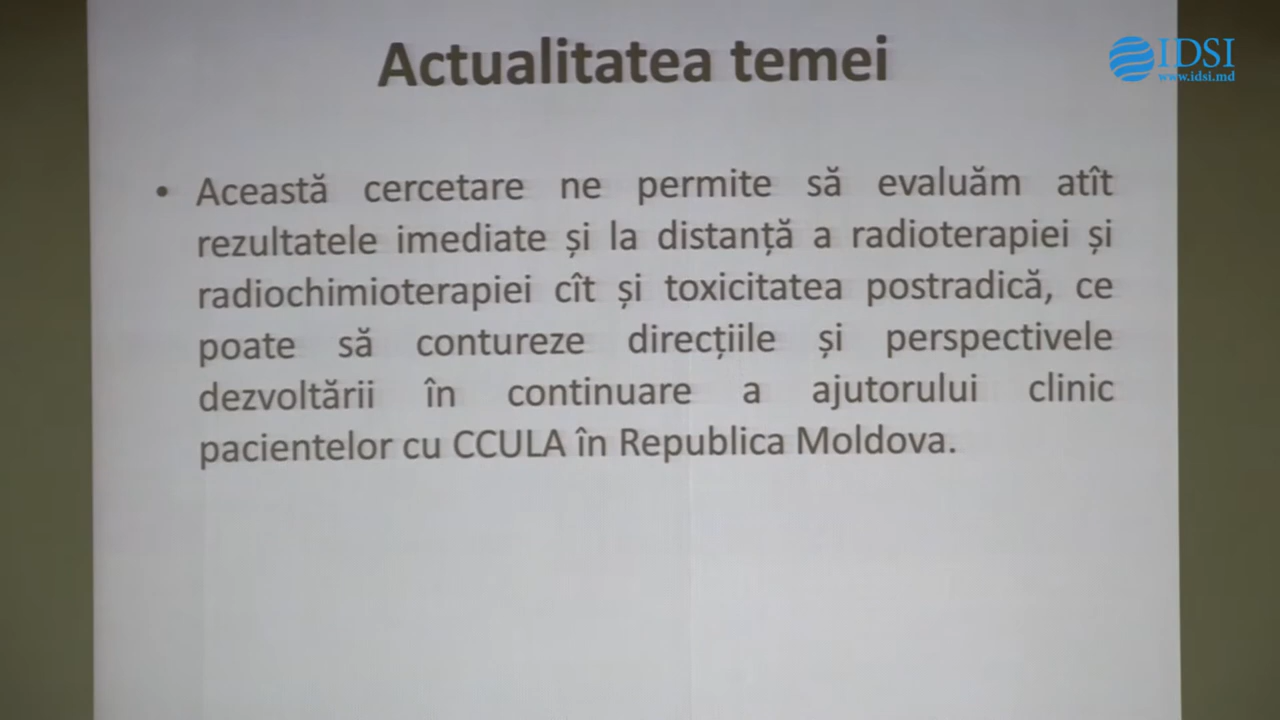 Actualitatea temei
IDSI
www.idsi.md
• Această cercetare ne permite să evaluăm atît
rezultatele imediate și la distanță a radioterapiei și
radiochimioterapiei cît și toxicitatea postradică, ce
poate să contureze direcțiile și perspectivele
dezvoltării în continuare a ajutorului clinic
pacientelor cu CCULA în Republica Moldova.